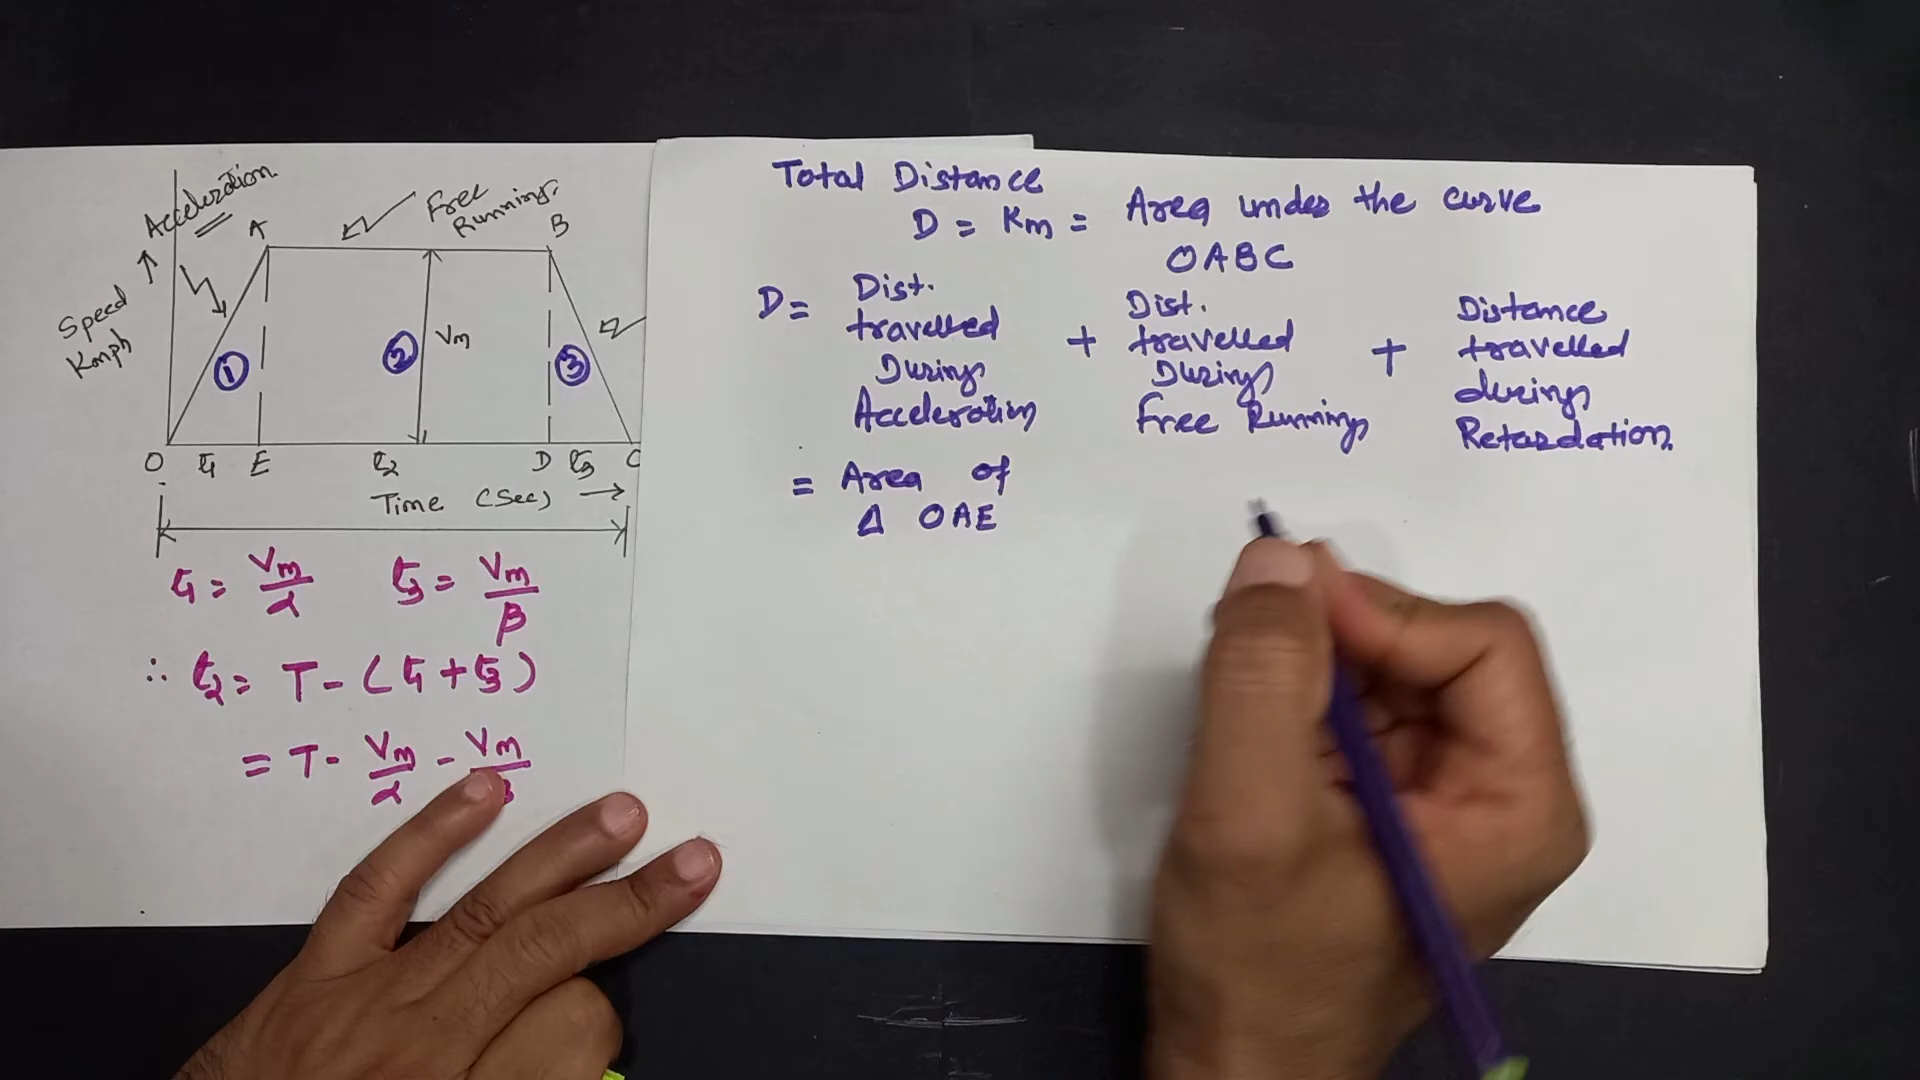 Acceleration
Free
Running.
A
B
Speed
Kmph
1
2
Vm
3
O t1 E t2 D t3 C
Time (Sec) →
t1 = Vm/α t3 = Vm/β
∴ t2 = T - (t1 + t3)
= T - Vm/α - Vm/β
Total Distance
D = Km = Area under the curve
OABC
D = Dist. travelled During Acceleration + Dist. travelled During Free Running + Distance travelled during Retardation.
= Area of
Δ OAE